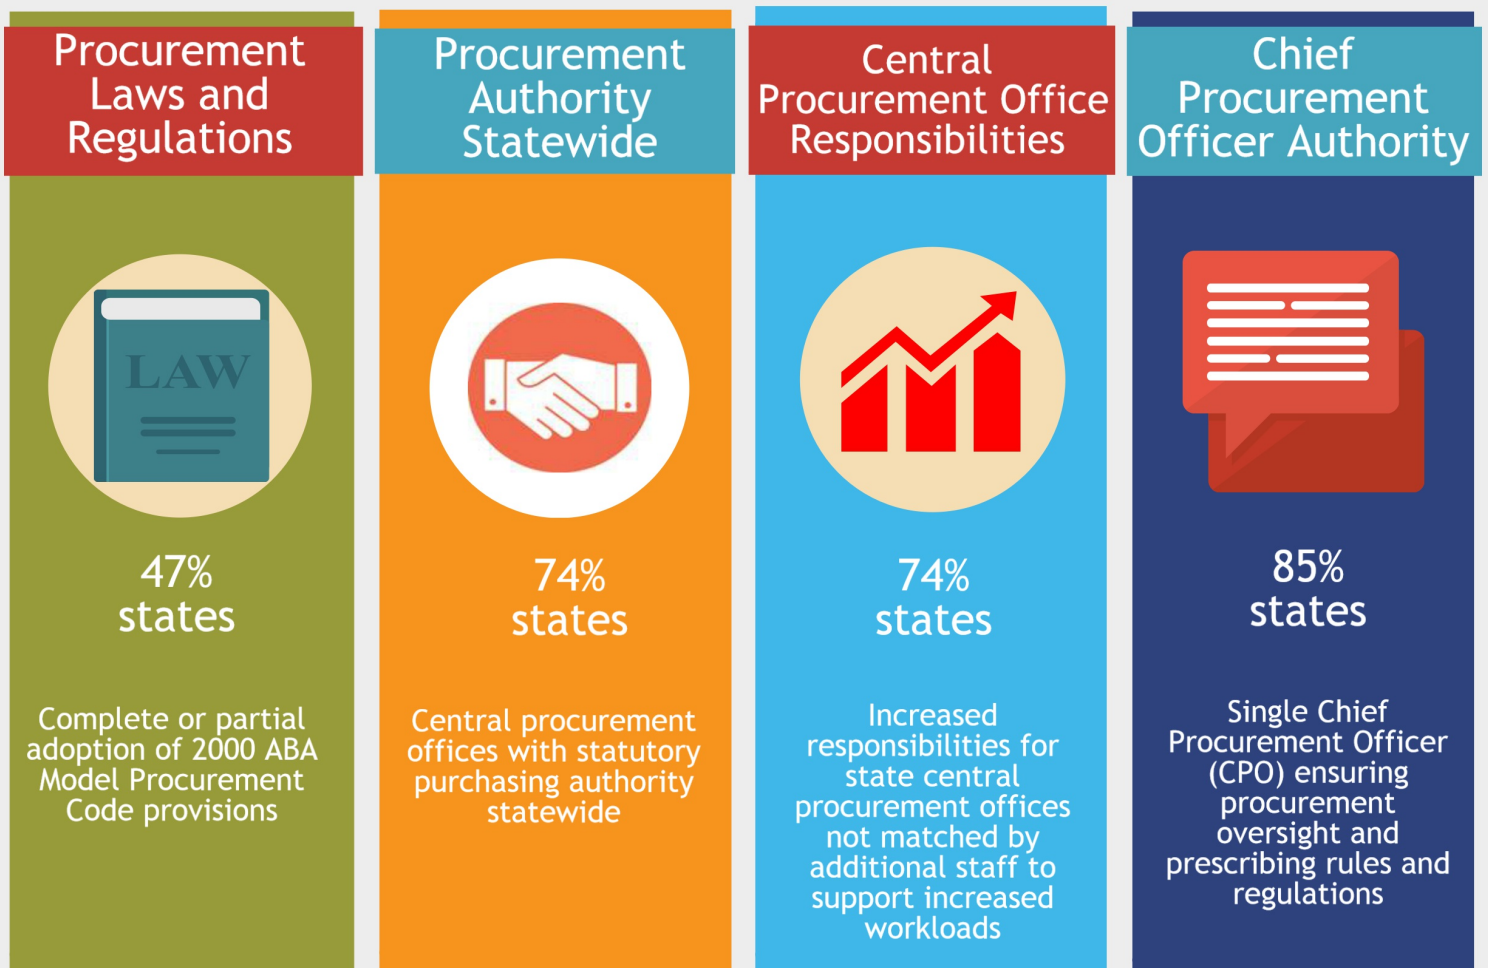 Procurement
Laws and
Regulations
LAW
47%
states
Complete or partial
adoption of 2000 ABA
Model Procurement
Code provisions
Procurement
Authority
Statewide
74%
states
Central procurement
offices with statutory
purchasing authority
statewide
Central
Procurement Office
Responsibilities
74%
states
Increased
responsibilities for
state central
procurement offices
not matched by
additional staff to
support increased
workloads
Chief
Procurement
Officer Authority
85%
states
Single Chief
Procurement Officer
(CPO) ensuring
procurement
oversight and
prescribing rules and
regulations